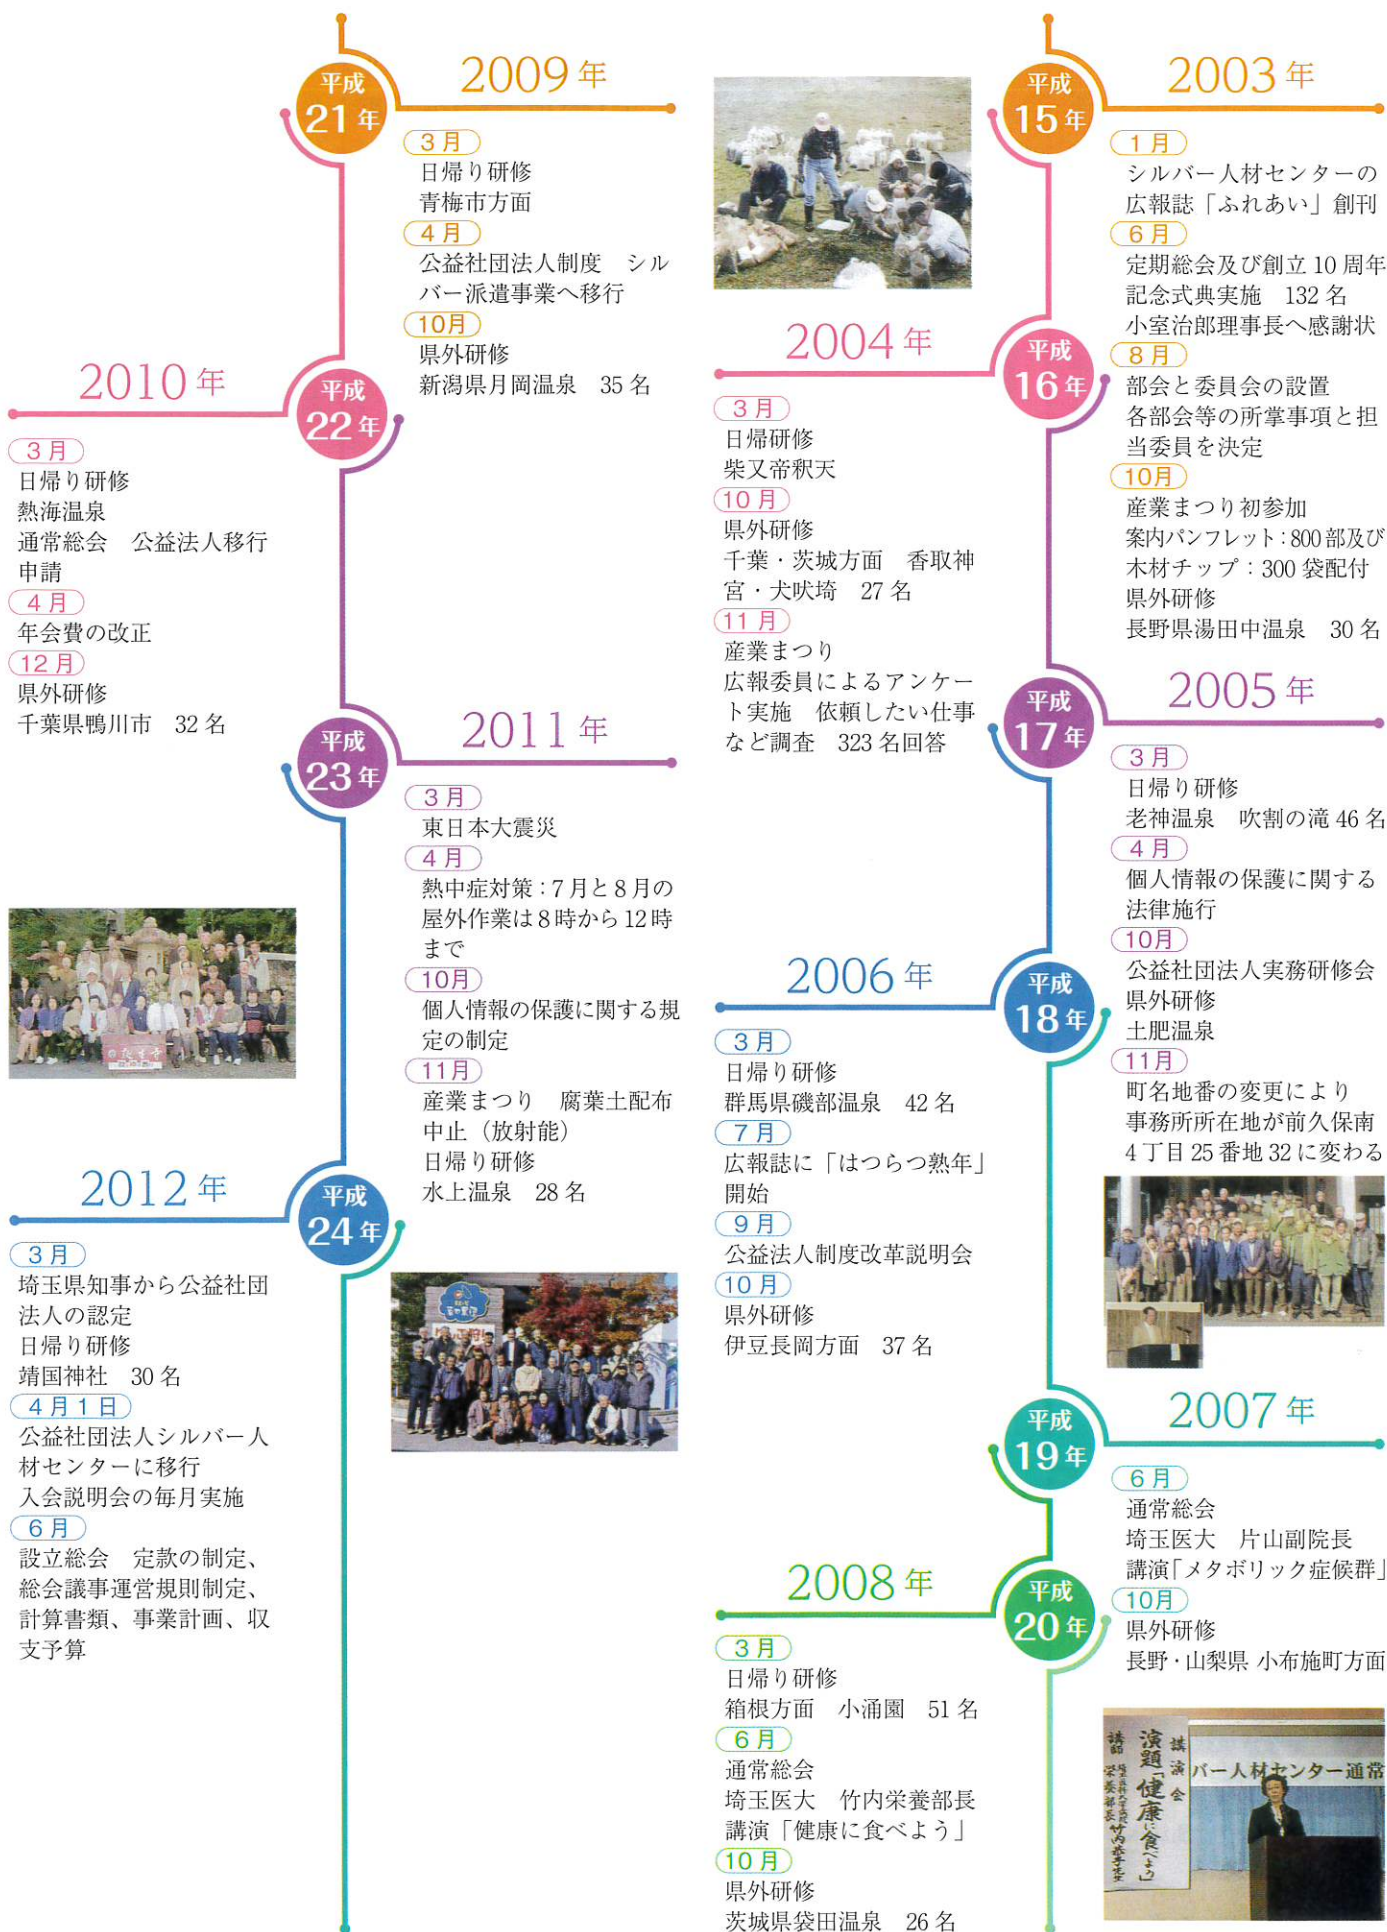 2003年
平成
15年
1月
シルバー人材センターの
広報誌「ふれあい」創刊
6月
定期総会及び創立10周年
記念式典実施　132名
小室治郎理事長へ感謝状
8月
部会と委員会の設置
各部会等の所掌事項と担
当委員を決定
10月
産業まつり初参加
案内パンフレット：800部及び
木材チップ：300袋配付
県外研修
長野県湯田中温泉　30名
2004年
平成
16年
3月
日帰研修
柴又帝釈天
10月
県外研修
千葉・茨城方面　香取神
宮・犬吠埼　27名
11月
産業まつり
広報委員によるアンケー
ト実施　依頼したい仕事
など調査　323名回答
2005年
平成
17年
3月
日帰り研修
老神温泉　吹割の滝46名
4月
個人情報の保護に関する
法律施行
10月
公益社団法人実務研修会
県外研修
土肥温泉
11月
町名地番の変更により
事務所所在地が前久保南
4丁目25番地32に変わる
2006年
平成
18年
3月
日帰り研修
群馬県磯部温泉　42名
7月
広報誌に「はつらつ熟年」
開始
9月
公益法人制度改革説明会
10月
県外研修
伊豆長岡方面　37名
2007年
平成
19年
6月
通常総会
埼玉医大　片山副院長
講演「メタボリック症候群」
10月
県外研修
長野・山梨県 小布施町方面
2008年
平成
20年
3月
日帰り研修
箱根方面　小涌園　51名
6月
通常総会
埼玉医大　竹内栄養部長
講演「健康に食べよう」
10月
県外研修
茨城県袋田温泉　26名
講演会
演題「健康に食べよう」
講師
栄養部長 竹内
バー人材センター通常
2009年
平成
21年
3月
日帰り研修
青梅市方面
4月
公益社団法人制度　シル
バー派遣事業へ移行
10月
県外研修
新潟県月岡温泉　35名
2010年
平成
22年
3月
日帰り研修
熱海温泉
通常総会　公益法人移行
申請
4月
年会費の改正
12月
県外研修
千葉県鴨川市　32名
2011年
平成
23年
3月
東日本大震災
4月
熱中症対策：7月と8月の
屋外作業は8時から12時
まで
10月
個人情報の保護に関する規
定の制定
11月
産業まつり　腐葉土配布
中止（放射能）
日帰り研修
水上温泉　28名
2012年
平成
24年
3月
埼玉県知事から公益社団
法人の認定
日帰り研修
靖国神社　30名
4月1日
公益社団法人シルバー人
材センターに移行
入会説明会の毎月実施
6月
設立総会　定款の制定、
総会議事運営規則制定、
計算書類、事業計画、収
支予算